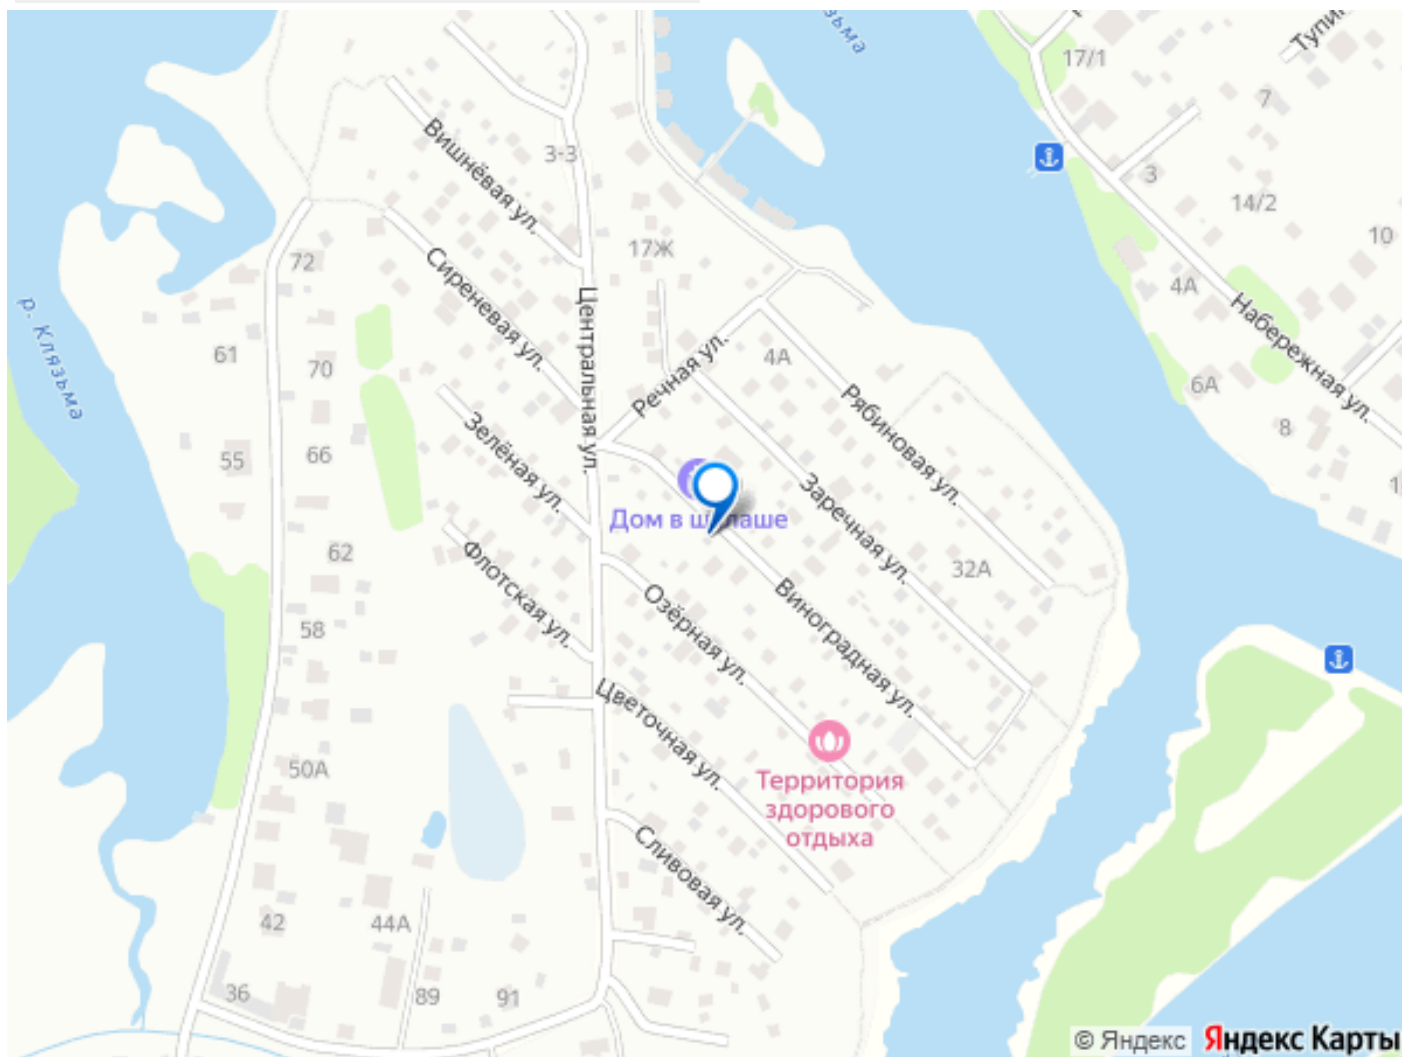 Тупи
17/1
7
Вишнёвая ул.
3-3
3
14/2
17Ж
10
72
Сиреневая ул.
4А
Центральная ул.
Набережная ул.
р. Клязьма
61
70
Речная ул.
4А
6А
Рябиновая ул.
8
Зелёная ул.
66
55
Заречная ул.
Дом в шалаше
62
Флотская ул.
32А
Озёрная ул.
Виноградная ул.
58
Цветочная ул.
50А
Территория
здорового
отдыха
Сливовая ул.
42
44А
36
89
91
© Яндекс Яндекс Карты